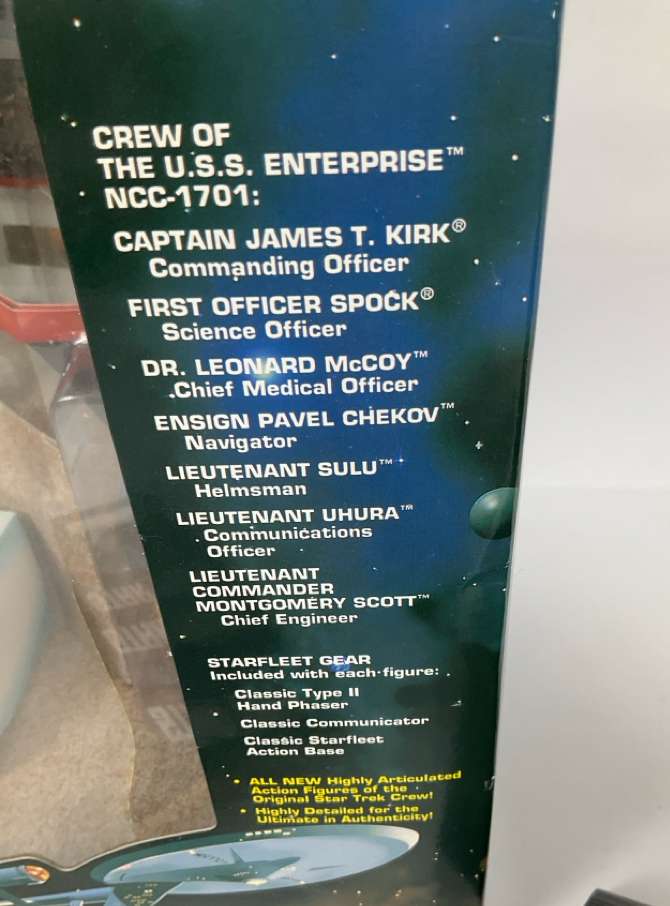 CREW OF
THE U.S.S. ENTERPRISE™
NCC-1701:
CAPTAIN JAMES T. KIRK®
Commanding Officer
FIRST OFFICER SPOCK®
Science Officer
DR. LEONARD McCOY™
Chief Medical Officer
ENSIGN PAVEL CHEKOV™
Navigator
LIEUTENANT SULU™
Helmsman
LIEUTENANT UHURA™
Communications
Officer
LIEUTENANT
COMMANDER
MONTGOMERY SCOTT™
Chief Engineer
STARFLEET GEAR
Included with each figure:
Classic Type II
Hand Phaser
Classic Communicator
Classic Starfleet
Action Base
• ALL NEW Highly Articulated
Action Figures of the
Original Star Trek Crew!
• Highly Detailed for the
Ultimate in Authenticity!